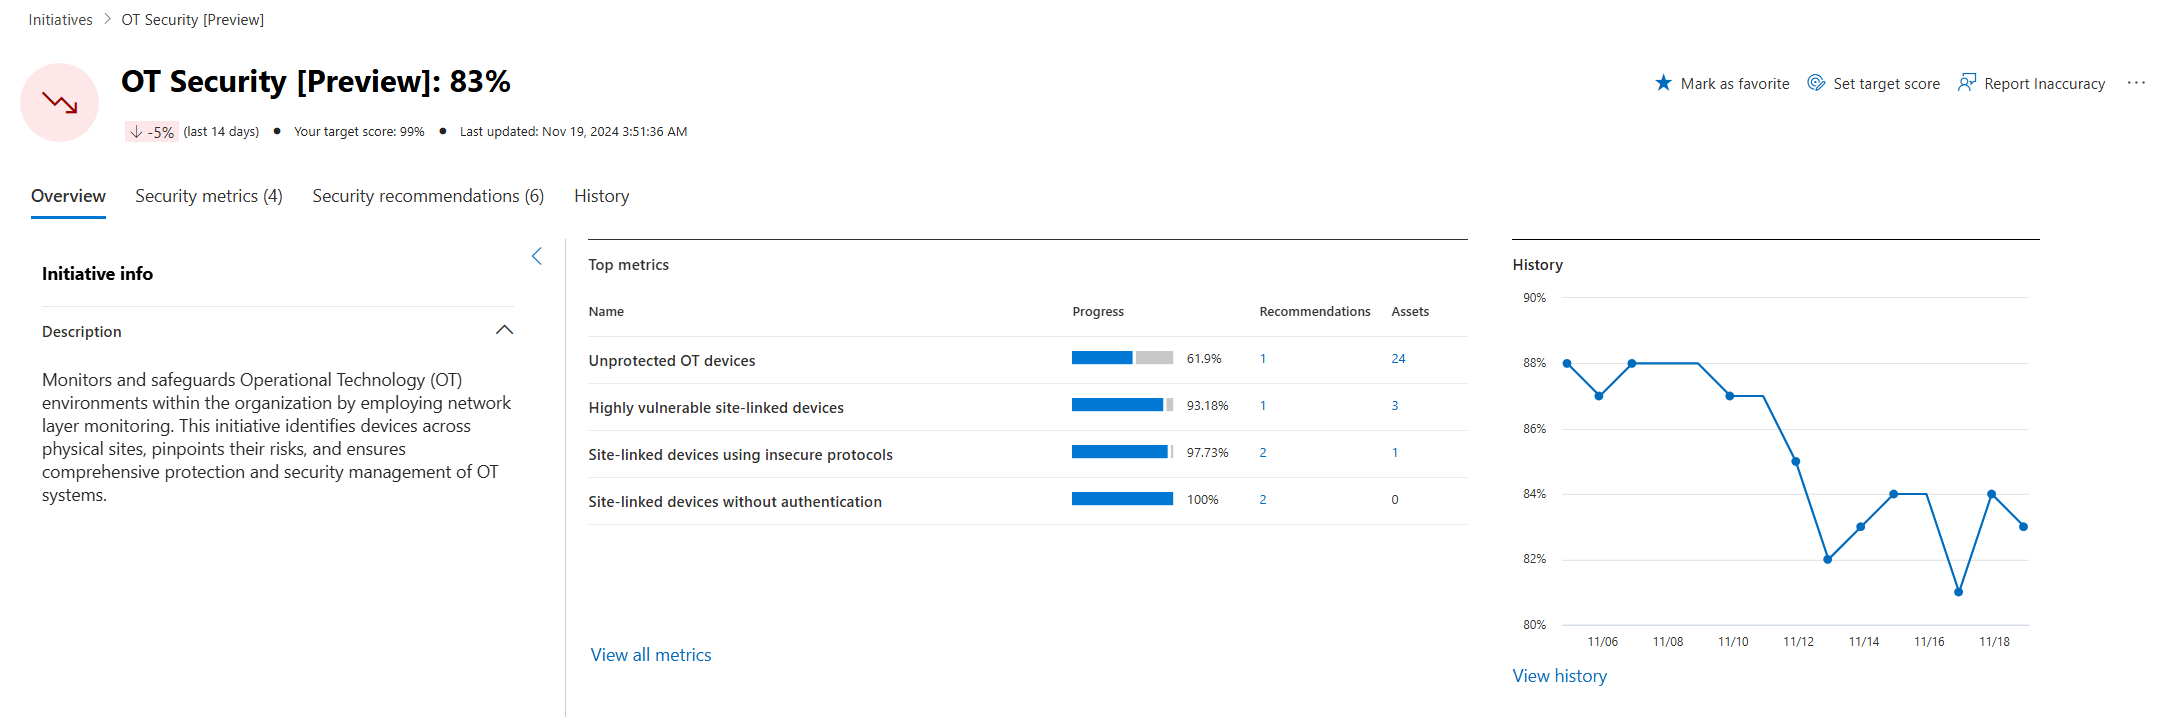 Initiatives > OT Security [Preview]
OT Security [Preview]: 83%
Mark as favorite Set target score Report Inaccuracy ...
↓ -5% (last 14 days) ● Your target score: 99% ● Last updated: Nov 19, 2024 3:51:36 AM
Overview Security metrics (4) Security recommendations (6) History
Initiative info
Description
Monitors and safeguards Operational Technology (OT)
environments within the organization by employing network
layer monitoring. This initiative identifies devices across
physical sites, pinpoints their risks, and ensures
comprehensive protection and security management of OT
systems.
Top metrics
Name Progress Recommendations Assets
Unprotected OT devices 61.9% 1 24
Highly vulnerable site-linked devices 93.18% 1 3
Site-linked devices using insecure protocols 97.73% 2 1
Site-linked devices without authentication 100% 2 0
View all metrics
History
90%
88%
86%
84%
82%
80%
11/06 11/08 11/10 11/12 11/14 11/16 11/18
View history